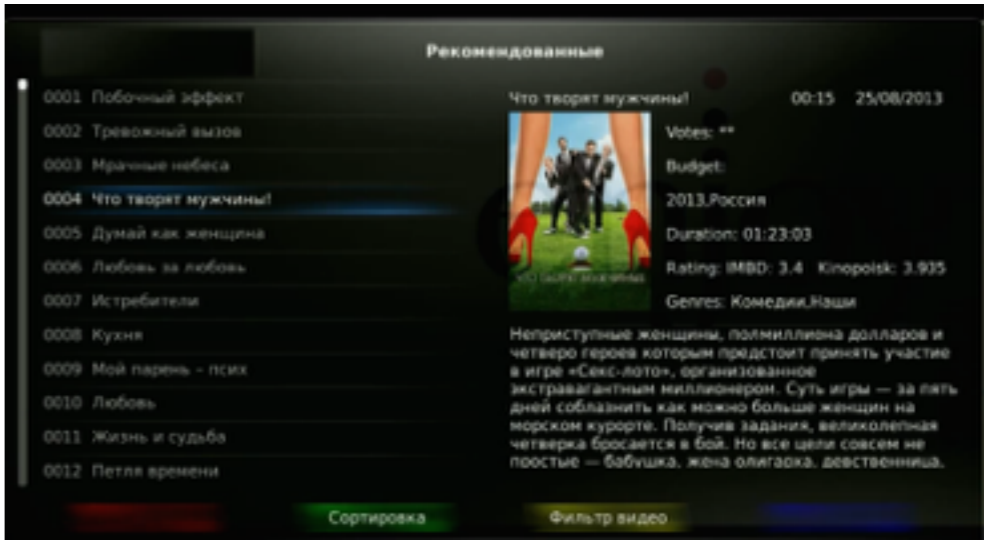 Рекомендованные
0001 Побочный эффект
0002 Тревожный вызов
0003 Мрачные небеса
0004 Что творят мужчины!
0005 Думай как женщина
0006 Любовь за любовь
0007 Истребители
0008 Кухня
0009 Мой парень – псих
0010 Любовь
0011 Жизнь и судьба
0012 Петля времени
Что творят мужчины! 00:15 25/08/2013
Votes: **
Budget:
2013,Россия
Duration: 01:23:03
Rating: IMBD: 3.4 Kinopoisk: 3.935
Genres: Комедии,Наши
Неприступные женщины, полмиллиона долларов и
четверо героев которым предстоит принять участие
в игре «Секс-лото», организованное
экстравагантным миллионером. Суть игры — за пять
дней соблазнить как можно больше женщин на
морском курорте. Получив задания, великолепная
четверка бросается в бой. Но все цели совсем не
простые — бабушка, жена олигарха, девственница,
Сортировка
Фильтр видео